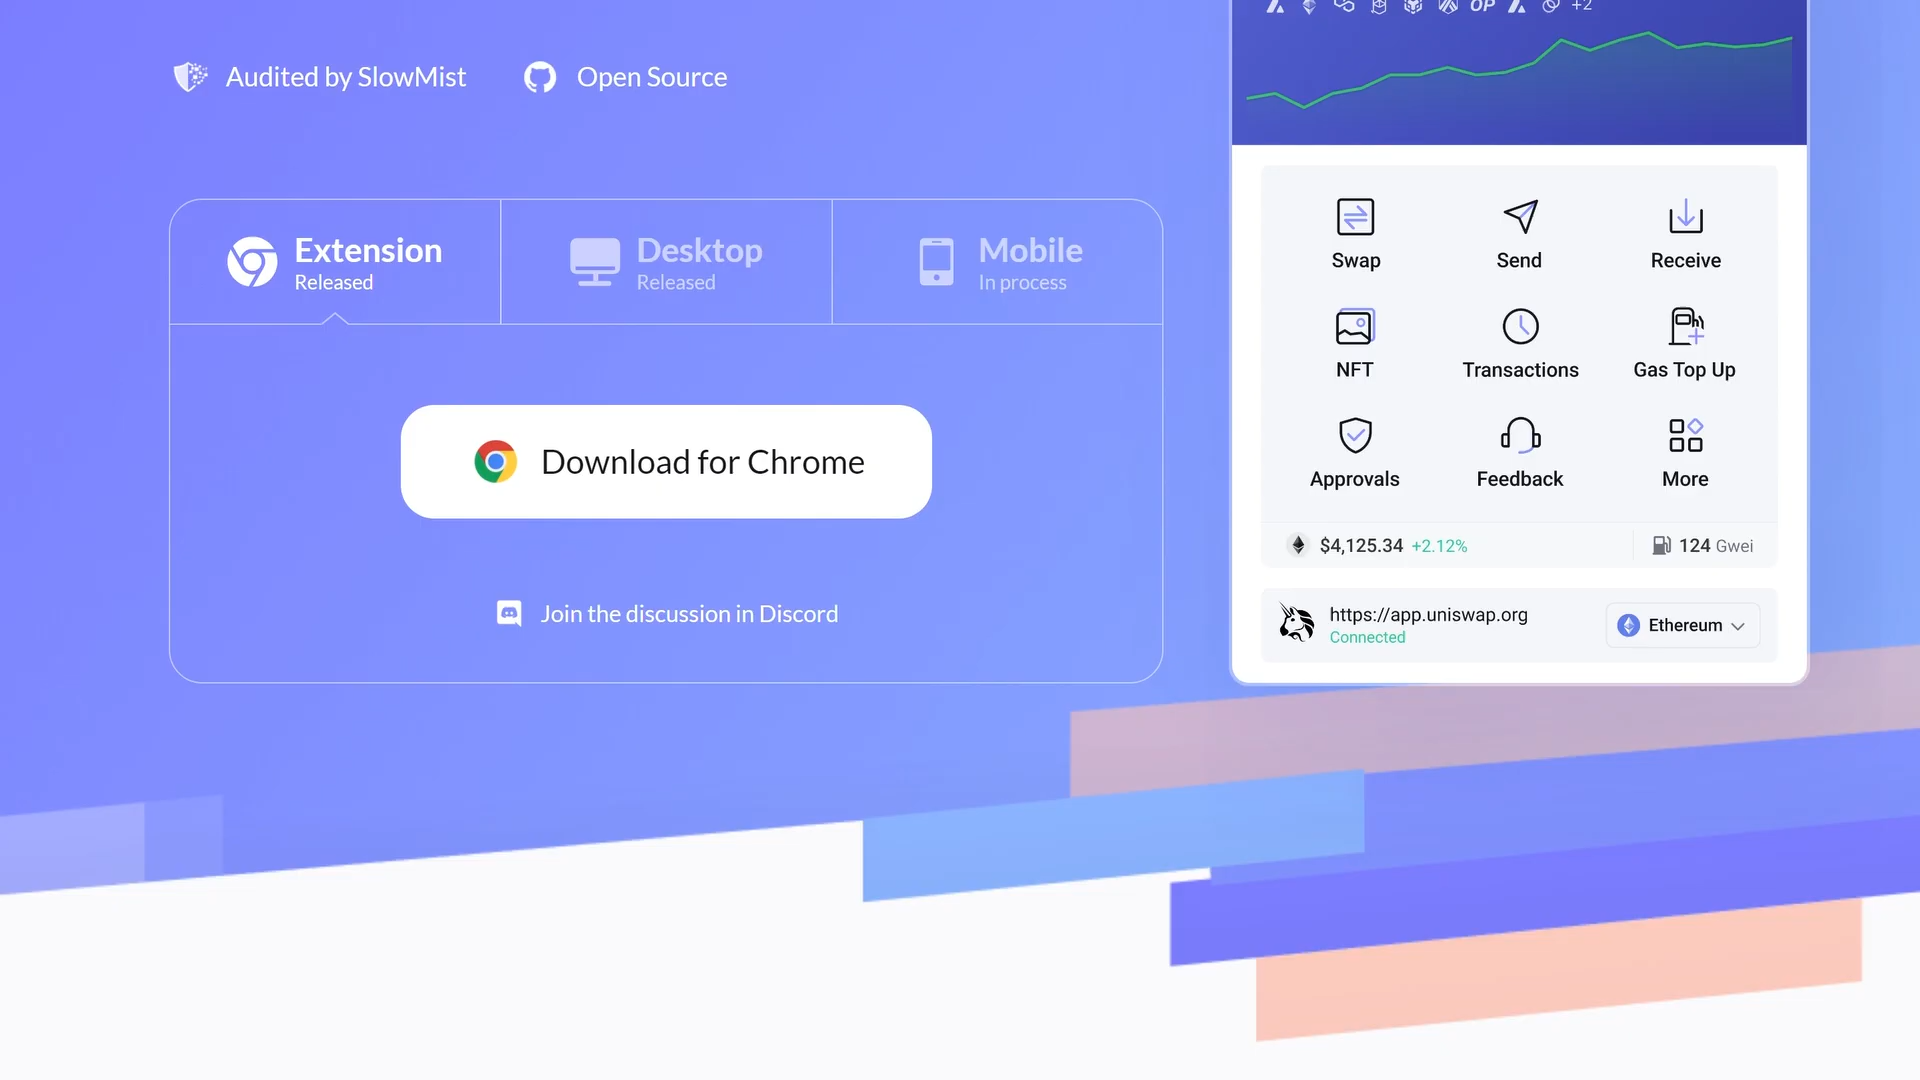 Audited by SlowMist
Open Source
Extension
Released
Desktop
Released
Mobile
In process
Download for Chrome
Join the discussion in Discord
OP
+2
Swap
Send
Receive
NFT
Transactions
Gas Top Up
Approvals
Feedback
More
$4,125.34 +2.12%
124 Gwei
https://app.uniswap.org
Connected
Ethereum